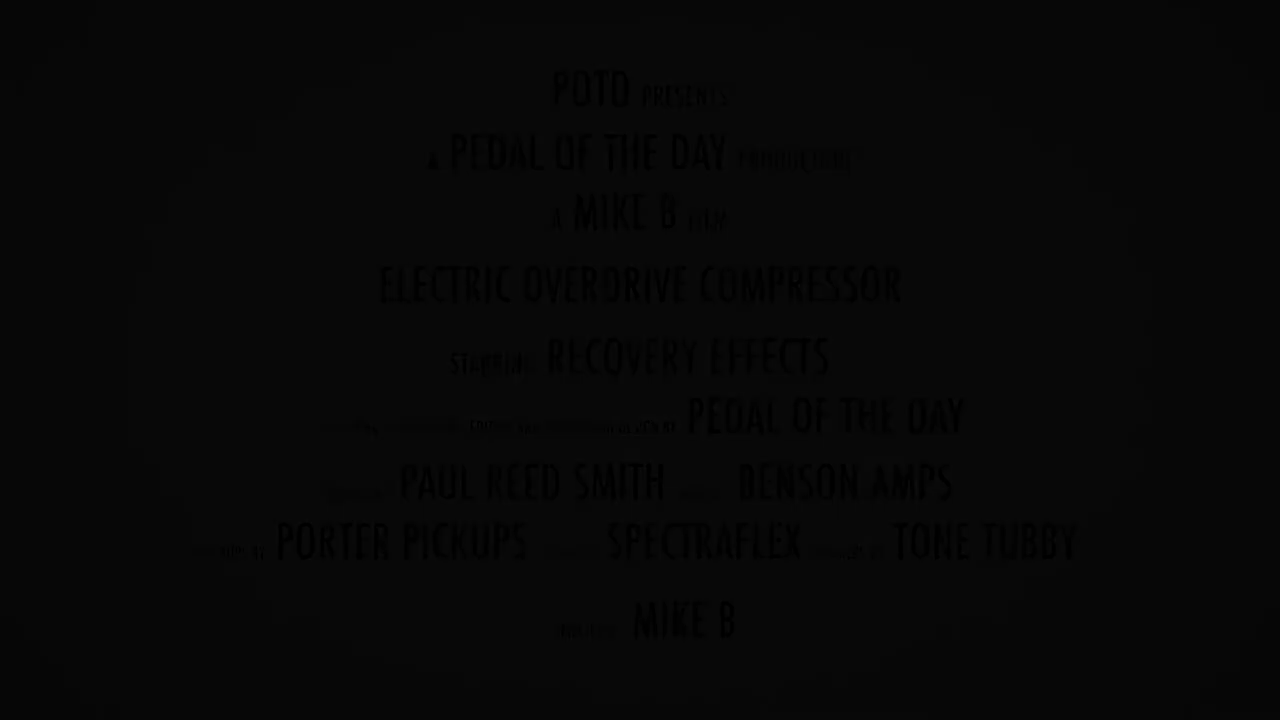 POTD PRESENTS
A PEDAL OF THE DAY PRODUCTION
A MIKE B FILM
ELECTRIC OVERDRIVE COMPRESSOR
STARRING RECOVERY EFFECTS
PEDAL OF THE DAY
PAUL REED SMITH BENSON AMPS
PORTER PICKUPS SPECTRAFLEX TONE TUBBY
MIKE B